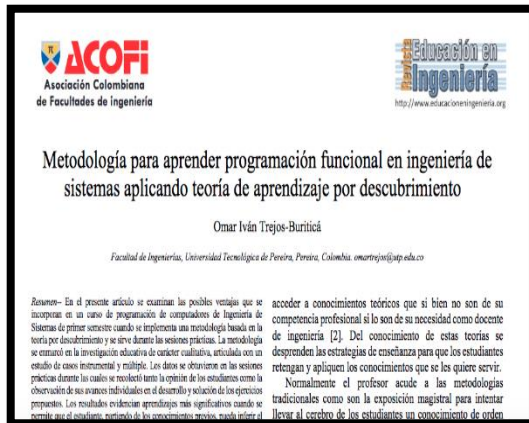 ACOFI
Asociación Colombiana
de Facultades de ingeniería
Revista
Educación en
Ingeniería
http://www.educacioneningenieria.org
Metodología para aprender programación funcional en ingeniería de
sistemas aplicando teoría de aprendizaje por descubrimiento
Omar Iván Trejos-Buriticá
Facultad de Ingenierías, Universidad Tecnológica de Pereira, Pereira, Colombia. omartrejos@utp.edu.co
Resumen— En el presente artículo se examinan las posibles ventajas que se
incorporan en un curso de programación de computadores de Ingeniería de
Sistemas de primer semestre cuando se implementa una metodología basada en la
teoría por descubrimiento y se sirve durante las sesiones prácticas. La metodología
se enmarcó en la investigación educativa de carácter cualitativa, articulada con un
estudio de casos instrumental y múltiple. Los datos se obtuvieron en las sesiones
prácticas durante las cuales se recolectó tanto la opinión de los estudiantes como la
observación de sus avances individuales en el desarrollo y solución de los ejercicios
propuestos. Los resultados evidencian aprendizajes más significativos cuando se
permite que el estudiante, partiendo de los conocimientos previos, pueda inferir el
acceder a conocimientos teóricos que si bien no son de su
competencia profesional si lo son de su necesidad como docente
de ingeniería [2]. Del conocimiento de estas teorías se
desprenden las estrategias de enseñanza para que los estudiantes
retengan y apliquen los conocimientos que se les quiere servir.
Normalmente el profesor acude a las metodologías
tradicionales como son la exposición magistral para intentar
llevar al cerebro de los estudiantes un conocimiento de orden